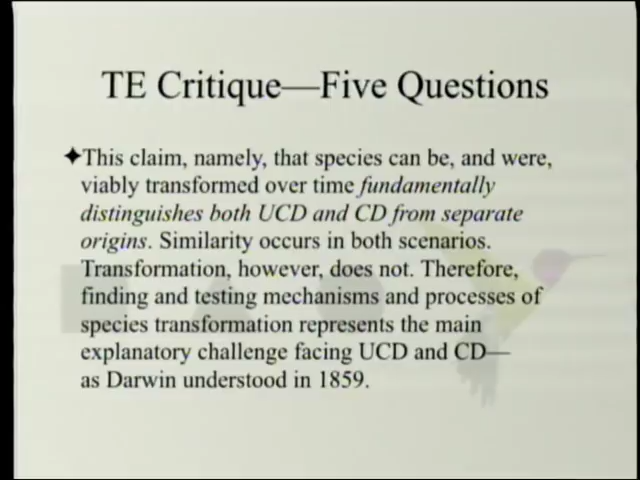 TE Critique—Five Questions
✦This claim, namely, that species can be, and were,
viably transformed over time fundamentally
distinguishes both UCD and CD from separate
origins. Similarity occurs in both scenarios.
Transformation, however, does not. Therefore,
finding and testing mechanisms and processes of
species transformation represents the main
explanatory challenge facing UCD and CD—
as Darwin understood in 1859.